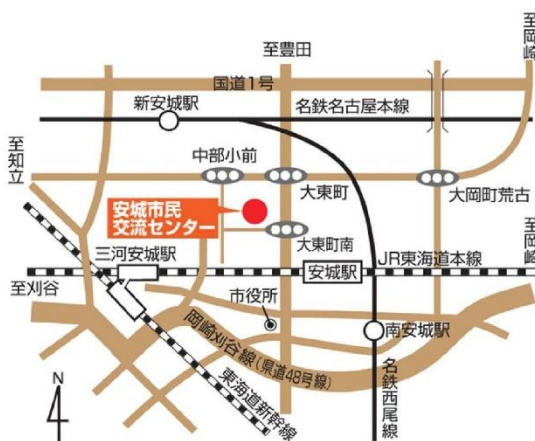 至豊田
至岡崎
国道1号
新安城駅
名鉄名古屋本線
至知立
中部小前
大東町
大岡町荒古
安城市民
交流センター
大東町南
三河安城駅
安城駅
JR東海道本線
至岡崎
至刈谷
市役所
岡崎刈谷線(県道48号線)
南安城駅
東海道新幹線
名鉄西尾線
N